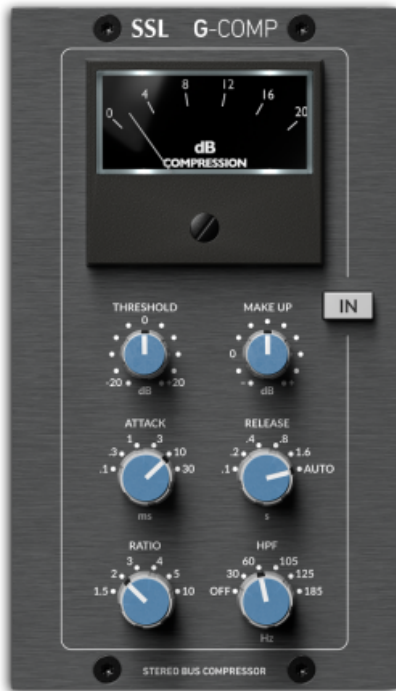 SSL G-COMP
0 4 8 12 16 20
dB
COMPRESSION
IN
THRESHOLD
0
-20 20
dB
MAKE UP
0
dB
ATTACK
.1 .3 1 3 10 30
ms
RELEASE
.1 .2 .4 .8 1.6 AUTO
s
RATIO
1.5 2 3 4 5 10
HPF
OFF 30 60 105 125 185
Hz
STEREO BUS COMPRESSOR